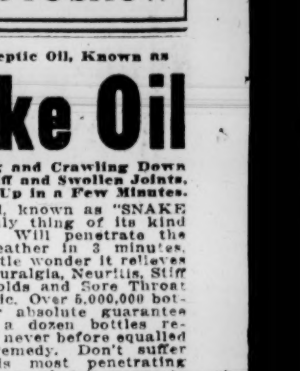 eptic Oil, Known as
ke Oil
and Crawling Down
ff and Swollen Joints,
Up in a Few Minutes.
, known as "SNAKE
ly thing of its kind
Will penetrate the
eather in 3 minutes.
tle wonder it relieves
uralgia, Neuritis, Stiff
olds and Sore Throat
ic. Over 5,000,000 bot-
absolute guarantee
a dozen bottles re-
never before equalled
emedy. Don't suffer
is most penetrating